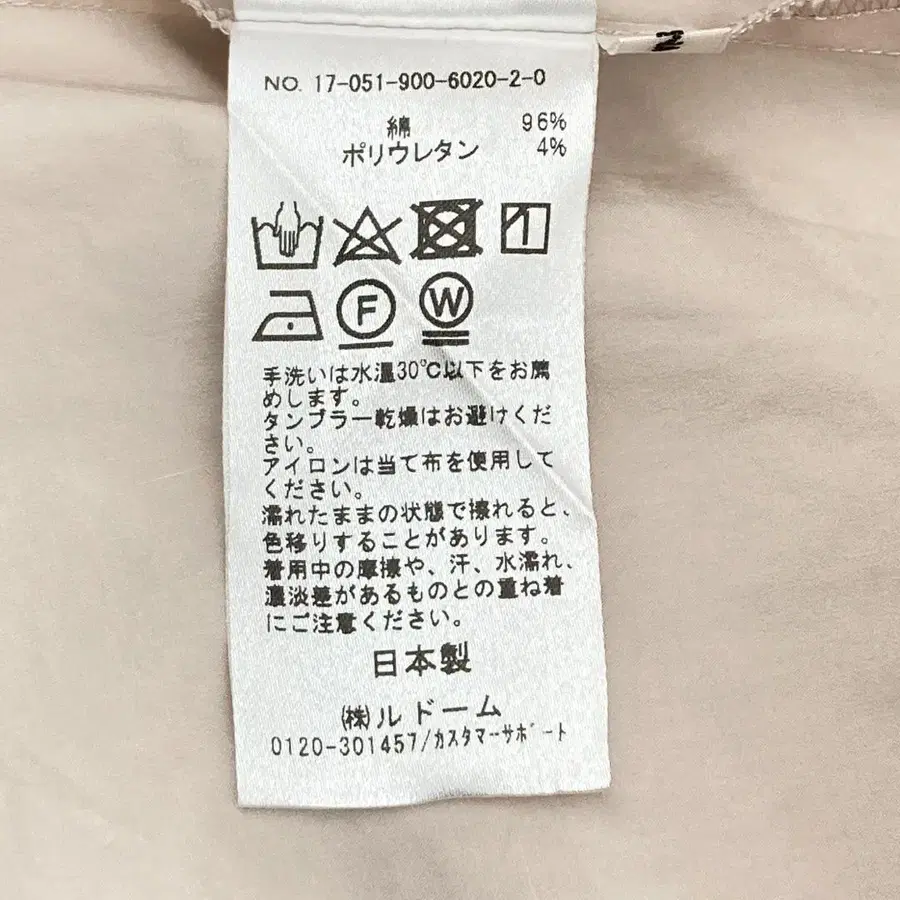 NO. 17-051-900-6020-2-0
綿 96%
ポリウレタン 4%
F W
手洗いは水温30℃以下をお薦
めします。
タンブラー乾燥はお避けくだ
さい。
アイロンは当て布を使用して
ください。
濡れたままの状態で擦れると、
色移りすることがあります。
着用中の摩擦や、汗、水濡れ、
濃淡差があるものとの重ね着
にご注意ください。
日本製
(株)ルドーム
0120-301457/カスタマーサポート